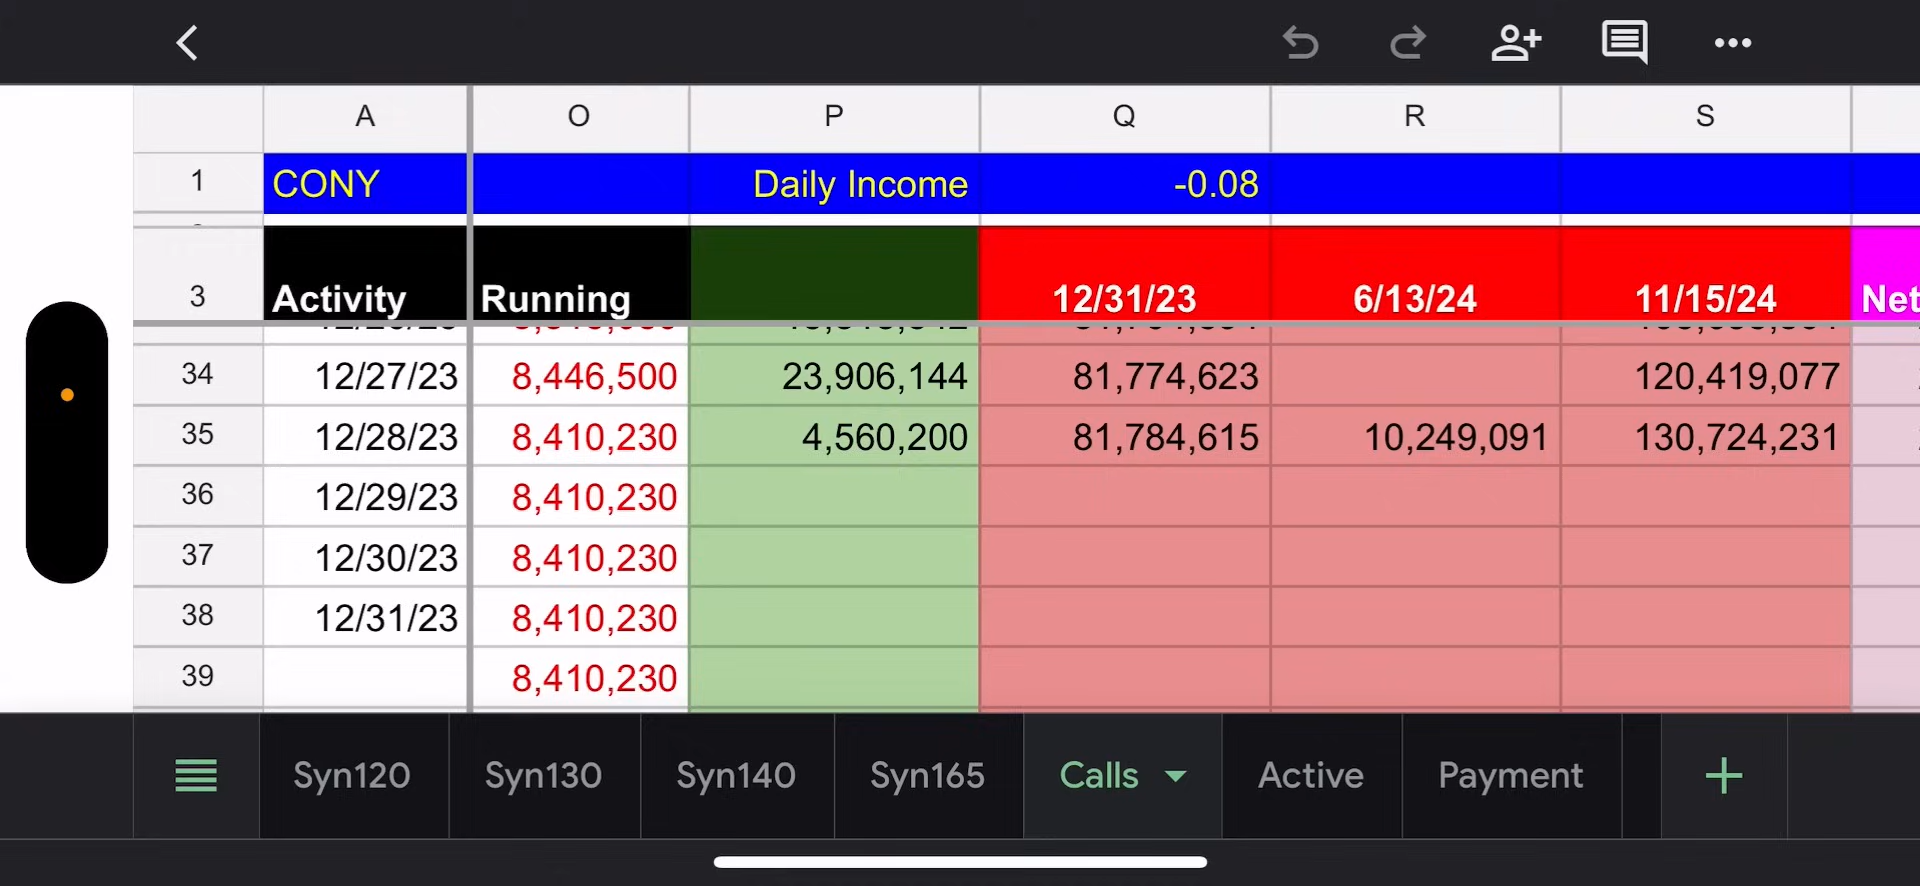 A O P Q R S
1 CONY Daily Income -0.08
3 Activity Running 12/31/23 6/13/24 11/15/24 Net
34 12/27/23 8,446,500 23,906,144 81,774,623 120,419,077
35 12/28/23 8,410,230 4,560,200 81,784,615 10,249,091 130,724,231
36 12/29/23 8,410,230
37 12/30/23 8,410,230
38 12/31/23 8,410,230
39 8,410,230
Syn120 Syn130 Syn140 Syn165 Calls Active Payment